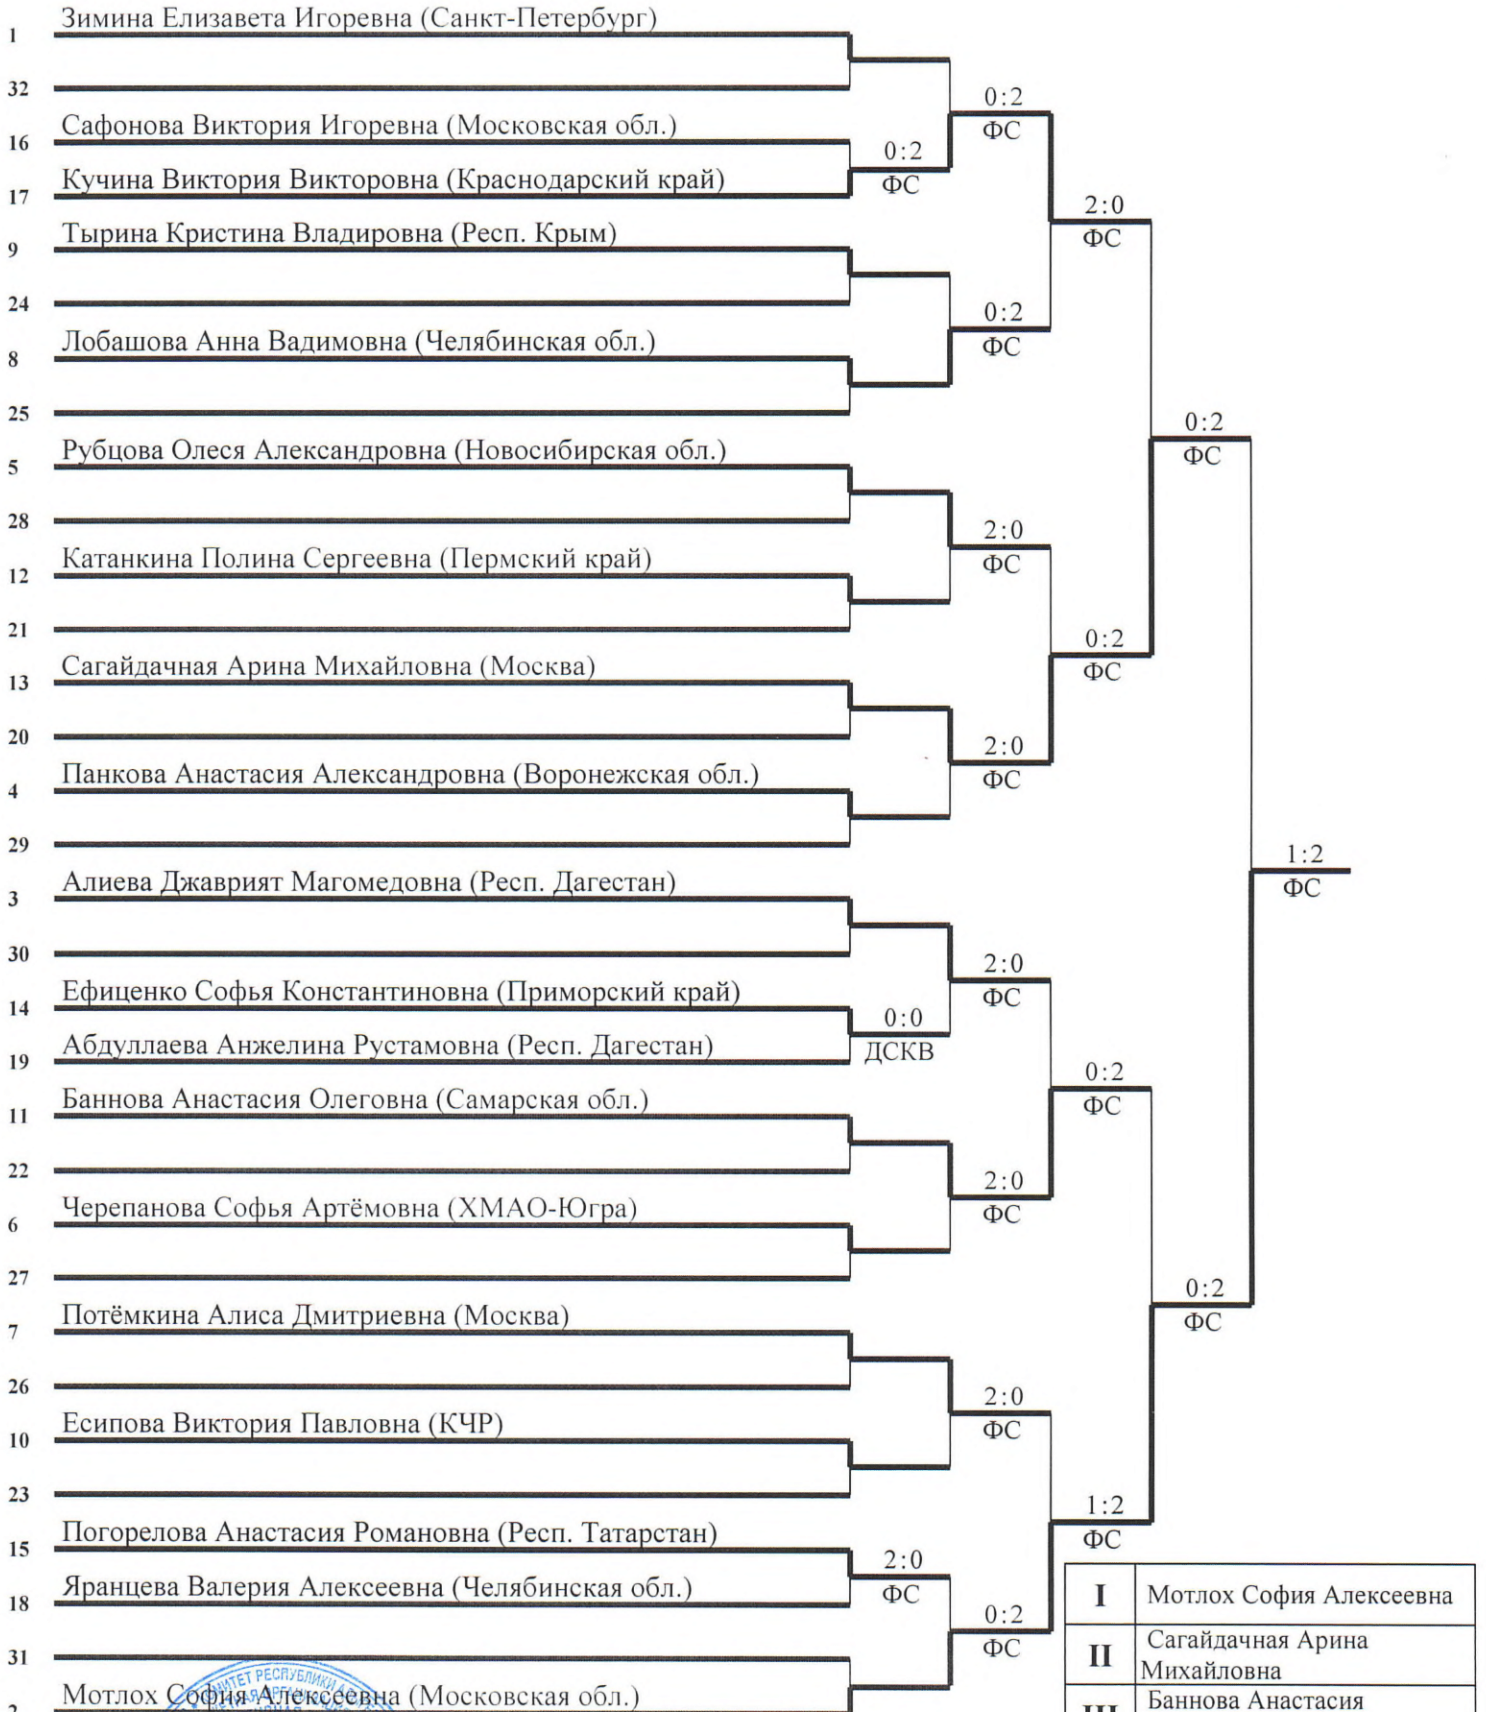 Зимина Елизавета Игоревна (Санкт-Петербург)
1
32
0:2
ФС
Сафонова Виктория Игоревна (Московская обл.)
16
0:2
ФС
Кучина Виктория Викторовна (Краснодарский край)
17
2:0
ФС
Тырина Кристина Владировна (Респ. Крым)
9
24
0:2
ФС
Лобашова Анна Вадимовна (Челябинская обл.)
8
25
0:2
ФС
Рубцова Олеся Александровна (Новосибирская обл.)
5
28
2:0
ФС
Катанкина Полина Сергеевна (Пермский край)
12
21
0:2
ФС
Сагайдачная Арина Михайловна (Москва)
13
20
2:0
ФС
Панкова Анастасия Александровна (Воронежская обл.)
4
29
1:2
ФС
Алиева Джаврият Магомедовна (Респ. Дагестан)
3
30
2:0
ФС
Ефиценко Софья Константиновна (Приморский край)
14
0:0
ДСКВ
Абдуллаева Анжелина Рустамовна (Респ. Дагестан)
19
0:2
ФС
Баннова Анастасия Олеговна (Самарская обл.)
11
22
2:0
ФС
Черепанова Софья Артёмовна (ХМАО-Югра)
6
27
0:2
ФС
Потёмкина Алиса Дмитриевна (Москва)
7
26
2:0
ФС
Есипова Виктория Павловна (КЧР)
10
23
1:2
ФС
Погорелова Анастасия Романовна (Респ. Татарстан)
15
2:0
ФС
Яранцева Валерия Алексеевна (Челябинская обл.)
18
0:2
ФС
31
Мотлох София Алексеевна (Московская обл.)
2
I Мотлох София Алексеевна
II Сагайдачная Арина
Михайловна
III Баннова Анастасия